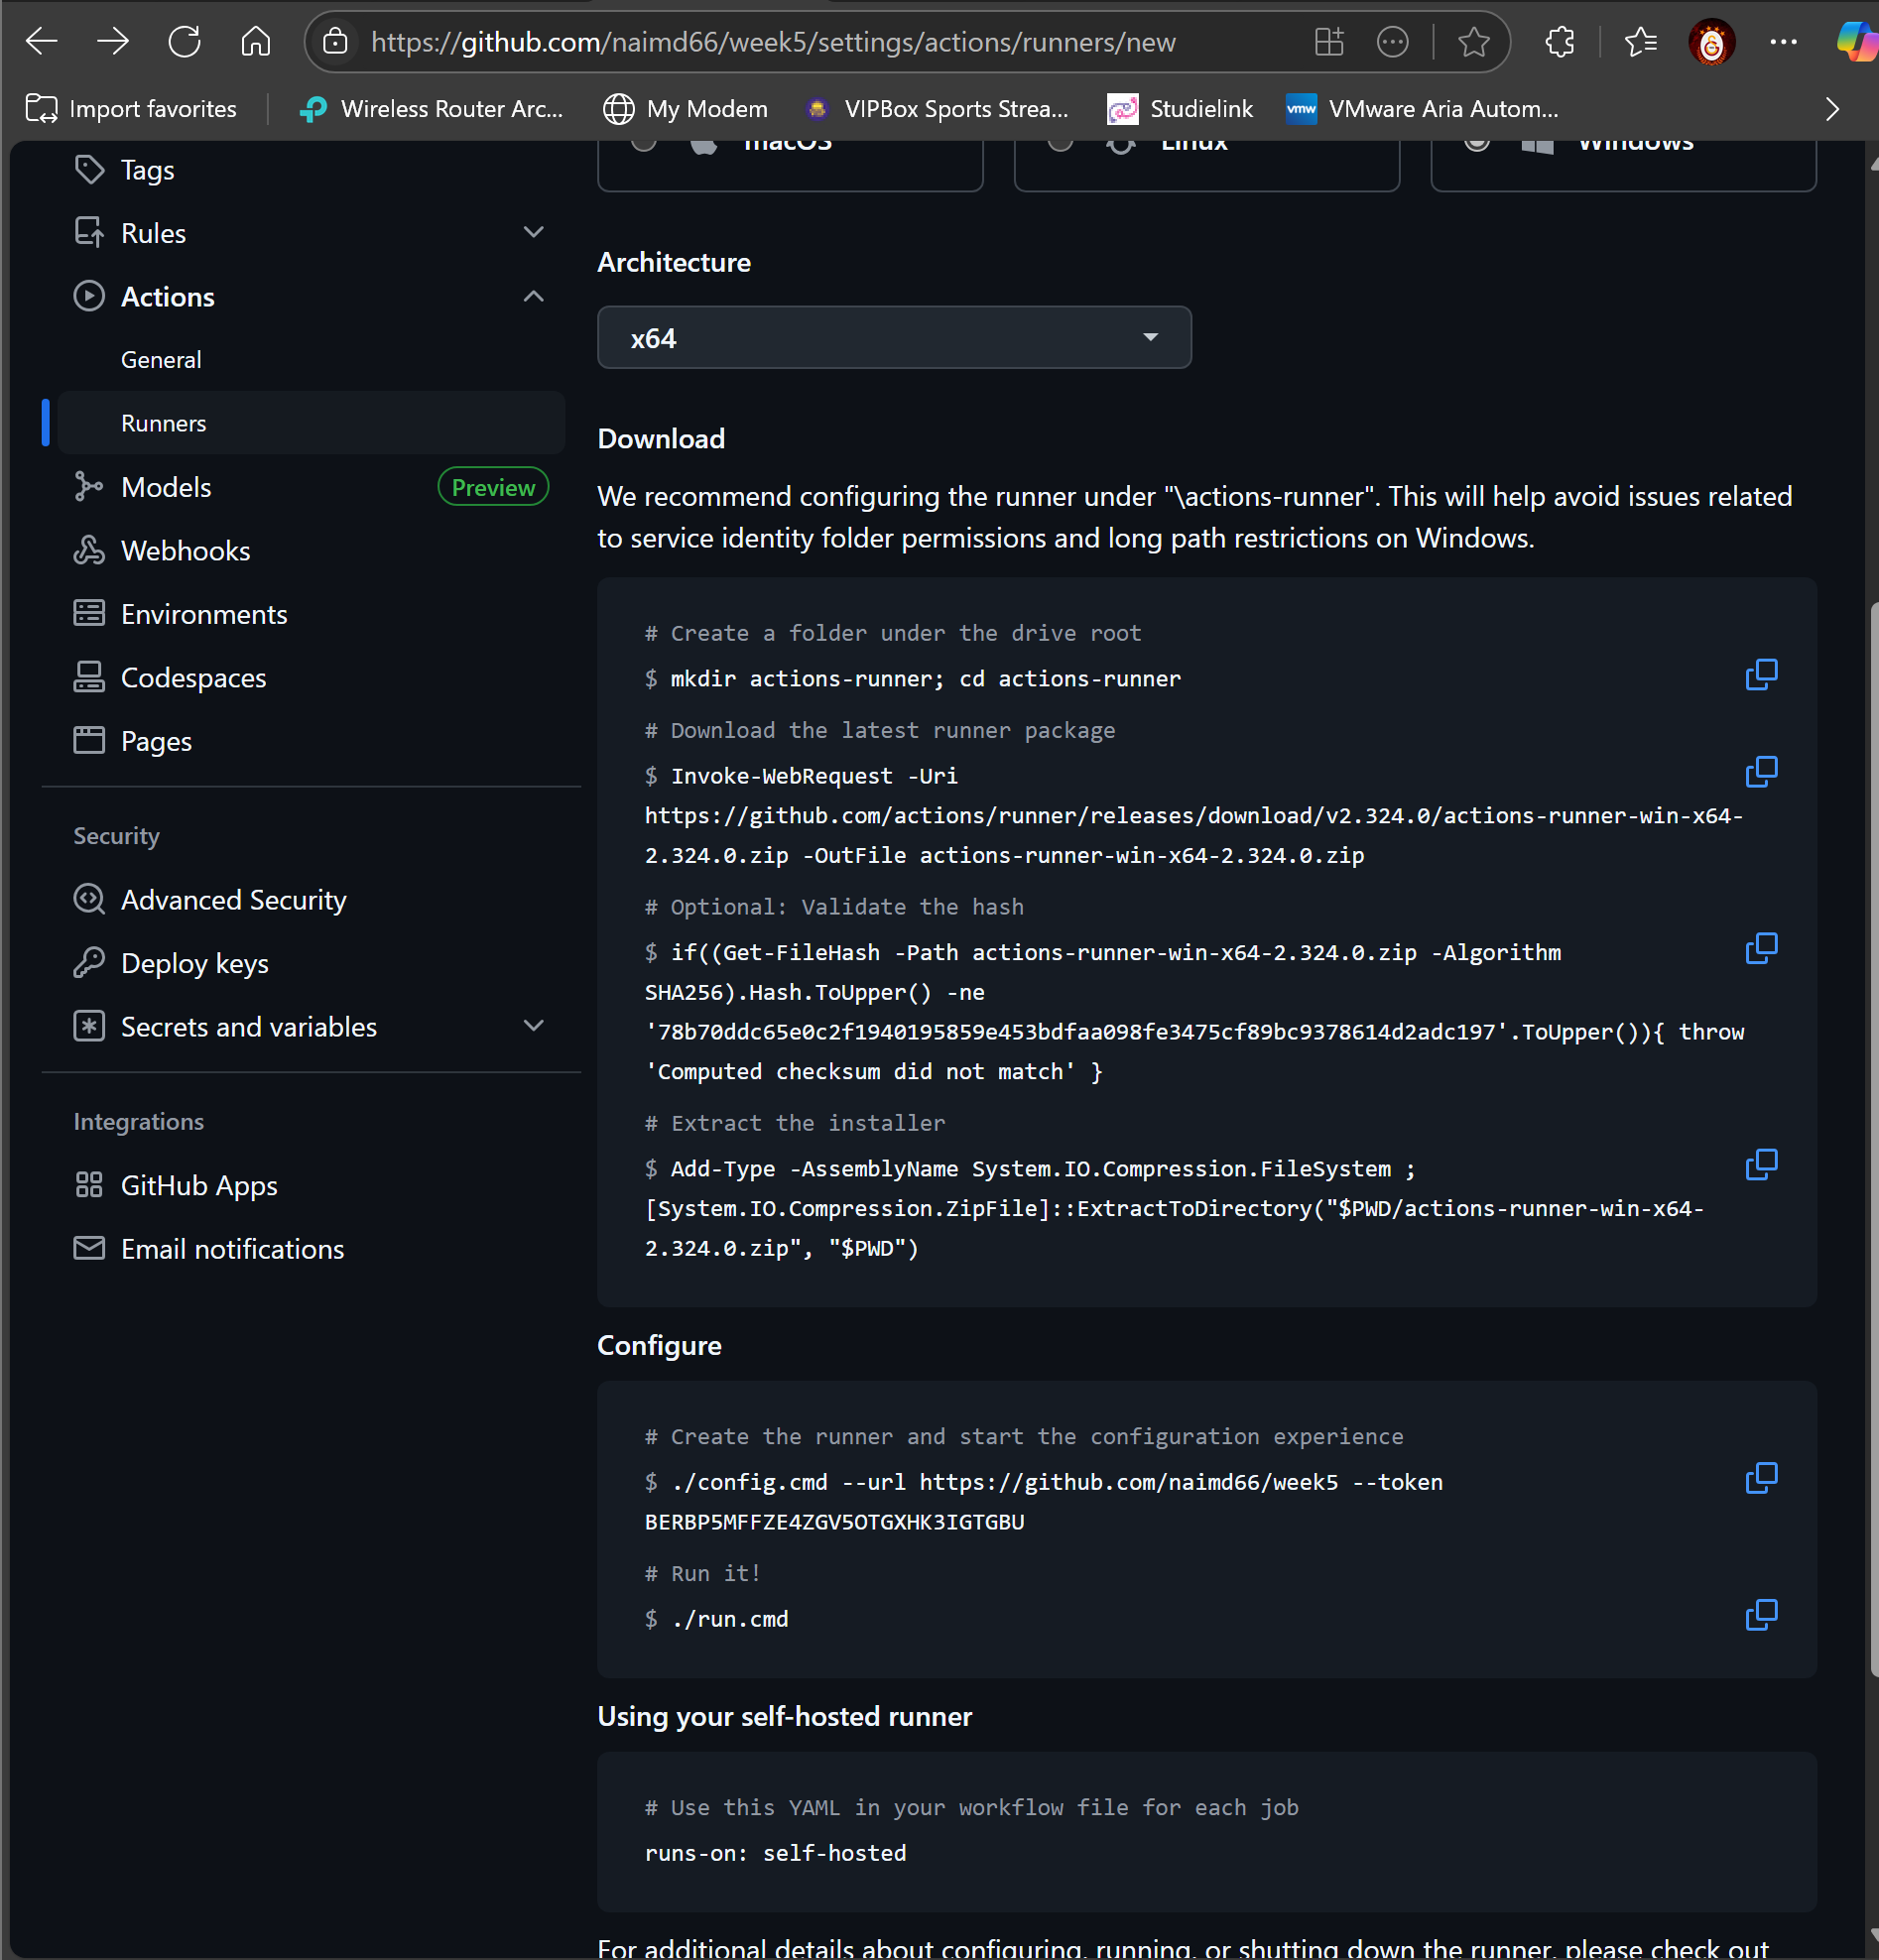 https://github.com/naimd66/week5/settings/actions/runners/new
Import favorites
Wireless Router Arc...
My Modem
VIPBox Sports Strea...
Studielink
vmw
VMware Aria Autom...
Tags
Rules
Actions
General
Runners
Models
Preview
Webhooks
Environments
Codespaces
Pages
Security
Advanced Security
Deploy keys
Secrets and variables
Integrations
GitHub Apps
Email notifications
macOS
Linux
Windows
Architecture
x64
Download
We recommend configuring the runner under "\actions-runner". This will help avoid issues related
to service identity folder permissions and long path restrictions on Windows.
# Create a folder under the drive root
$ mkdir actions-runner; cd actions-runner
# Download the latest runner package
$ Invoke-WebRequest -Uri
https://github.com/actions/runner/releases/download/v2.324.0/actions-runner-win-x64-
2.324.0.zip -OutFile actions-runner-win-x64-2.324.0.zip
# Optional: Validate the hash
$ if((Get-FileHash -Path actions-runner-win-x64-2.324.0.zip -Algorithm
SHA256).Hash.ToUpper() -ne
'78b70ddc65e0c2f1940195859e453bdfaa098fe3475cf89bc9378614d2adc197'.ToUpper()){ throw
'Computed checksum did not match' }
# Extract the installer
$ Add-Type -AssemblyName System.IO.Compression.FileSystem ;
[System.IO.Compression.ZipFile]::ExtractToDirectory("$PWD/actions-runner-win-x64-
2.324.0.zip", "$PWD")
Configure
# Create the runner and start the configuration experience
$ ./config.cmd --url https://github.com/naimd66/week5 --token
BERBP5MFFZE4ZGV5OTGXHK3IGTGBU
# Run it!
$ ./run.cmd
Using your self-hosted runner
# Use this YAML in your workflow file for each job
runs-on: self-hosted
For additional details about configuring, running, or shutting down the runner, please check out